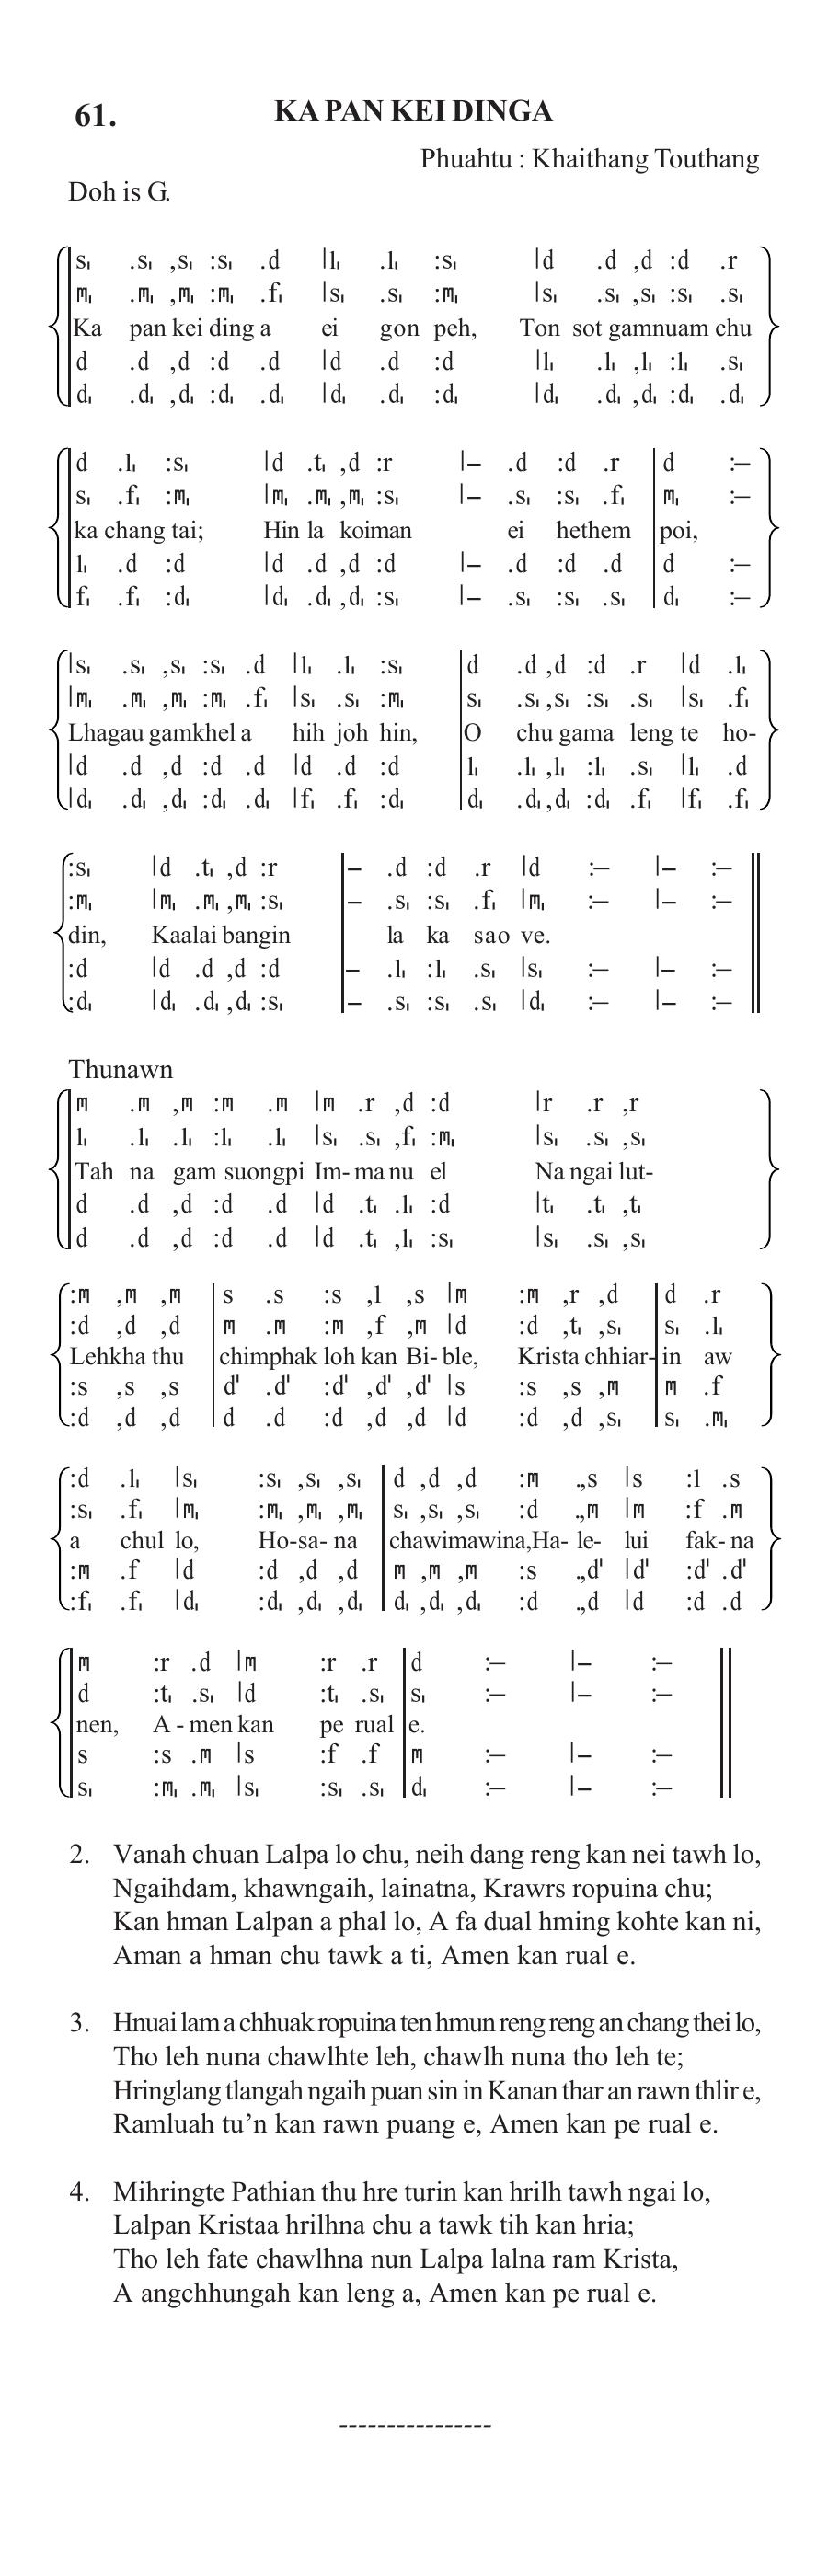 61. KA PAN KEI DINGA
Phuahtu : Khaithang Touthang
Doh is G.
s₁ .s₁ ,s₁ :s₁ .d |l₁ .l₁ :s₁ |d .d ,d :d .r
m₁ .m₁ ,m₁ :m₁ .f₁ |s₁ .s₁ :m₁ |s₁ .s₁ ,s₁ :s₁ .s₁
Ka pan kei ding a ei gon peh, Ton sot gamnuam chu
d .d ,d :d .d |d .d :d |l₁ .l₁ ,l₁ :l₁ .s₁
d₁ .d₁ ,d₁ :d₁ .d₁ |d₁ .d₁ :d₁ |d₁ .d₁ ,d₁ :d₁ .d₁
d .l₁ :s₁ |d .t₁ ,d :r |– .d :d .r |d :–
s₁ .f₁ :m₁ |m₁ .m₁ ,m₁ :s₁ |– .s₁ :s₁ .f₁ |m₁ :–
ka chang tai; Hin la koiman ei hethem poi,
l₁ .d :d |d .d ,d :d |– .d :d .d |d :–
f₁ .f₁ :d₁ |d₁ .d₁ ,d₁ :s₁ |– .s₁ :s₁ .s₁ |d₁ :–
|s₁ .s₁ ,s₁ :s₁ .d |l₁ .l₁ :s₁ |d .d ,d :d .r |d .l₁
|m₁ .m₁ ,m₁ :m₁ .f₁ |s₁ .s₁ :m₁ |s₁ .s₁ ,s₁ :s₁ .s₁ |s₁ .f₁
Lhagau gamkhel a hih joh hin, O chu gama leng te ho-
|d .d ,d :d .d |d .d :d |l₁ .l₁ ,l₁ :l₁ .s₁ |l₁ .d
|d₁ .d₁ ,d₁ :d₁ .d₁ |f₁ .f₁ :d₁ |d₁ .d₁ ,d₁ :d₁ .f₁ |f₁ .f₁
:s₁ |d .t₁ ,d :r |– .d :d .r |d :– |– :–
:m₁ |m₁ .m₁ ,m₁ :s₁ |– .s₁ :s₁ .f₁ |m₁ :– |– :–
din, Kaalai bangin la ka sao ve.
:d |d .d ,d :d |– .l₁ :l₁ .s₁ |s₁ :– |– :–
:d₁ |d₁ .d₁ ,d₁ :s₁ |– .s₁ :s₁ .s₁ |d₁ :– |– :–
Thunawn
m .m ,m :m .m |m .r ,d :d |r .r ,r
l₁ .l₁ .l₁ :l₁ .l₁ |s₁ .s₁ ,f₁ :m₁ |s₁ .s₁ ,s₁
Tah na gam suongpi Im- ma nu el Na ngai lut-
d .d ,d :d .d |d .t₁ .l₁ :d |t₁ .t₁ ,t₁
d .d ,d :d .d |d .t₁ ,l₁ :s₁ |s₁ .s₁ ,s₁
:m ,m ,m |s .s :s ,l ,s |m :m ,r ,d |d .r
:d ,d ,d |m .m :m ,f ,m |d :d ,t₁ ,s₁ |s₁ .l₁
Lehkha thu chimphak loh kan Bi- ble, Krista chhiar- in aw
:s ,s ,s |d' .d' :d' ,d' ,d' |s :s ,s ,m |m .f
:d ,d ,d |d .d :d ,d ,d |d :d ,d ,s₁ |s₁ .m₁
:d .l₁ |s₁ :s₁ ,s₁ ,s₁ |d ,d ,d :m .,s |s :l .s
:s₁ .f₁ |m₁ :m₁ ,m₁ ,m₁ |s₁ ,s₁ ,s₁ :d .,m |m :f .m
a chul lo, Ho-sa- na chawimawina,Ha- le- lui fak- na
:m .f |d :d ,d ,d |m ,m ,m :s .,d' |d' :d' .d'
:f₁ .f₁ |d₁ :d₁ ,d₁ ,d₁ |d₁ ,d₁ ,d₁ :d .,d |d :d .d
m :r .d |m :r .r |d :– |– :–
d :t₁ .s₁ |d :t₁ .s₁ |s₁ :– |– :–
nen, A - men kan pe rual e.
s :s .m |s :f .f |m :– |– :–
s₁ :m₁ .m₁ |s₁ :s₁ .s₁ |d₁ :– |– :–
2. Vanah chuan Lalpa lo chu, neih dang reng kan nei tawh lo,
Ngaihdam, khawngaih, lainatna, Krawrs ropuina chu;
Kan hman Lalpan a phal lo, A fa dual hming kohte kan ni,
Aman a hman chu tawk a ti, Amen kan rual e.
3. Hnuai lam a chhuak ropuina ten hmun reng reng an chang thei lo,
Tho leh nuna chawlhte leh, chawlh nuna tho leh te;
Hringlang tlangah ngaih puan sin in Kanan thar an rawn thlir e,
Ramluah tu’n kan rawn puang e, Amen kan pe rual e.
4. Mihringte Pathian thu hre turin kan hrilh tawh ngai lo,
Lalpan Kristaa hrilhna chu a tawk tih kan hria;
Tho leh fate chawlhna nun Lalpa lalna ram Krista,
A angchhungah kan leng a, Amen kan pe rual e.
----------------